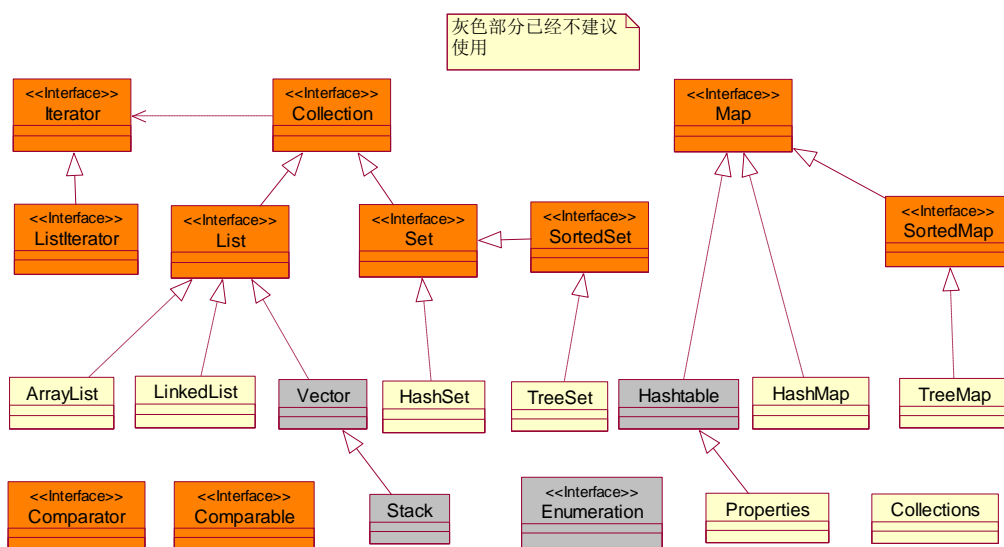 灰色部分已经不建议
使用
<<Interface>>
Iterator
<<Interface>>
Collection
<<Interface>>
Map
<<Interface>>
ListIterator
<<Interface>>
List
<<Interface>>
Set
<<Interface>>
SortedSet
<<Interface>>
SortedMap
ArrayList
LinkedList
Vector
HashSet
TreeSet
Hashtable
HashMap
TreeMap
<<Interface>>
Comparator
<<Interface>>
Comparable
Stack
<<Interface>>
Enumeration
Properties
Collections